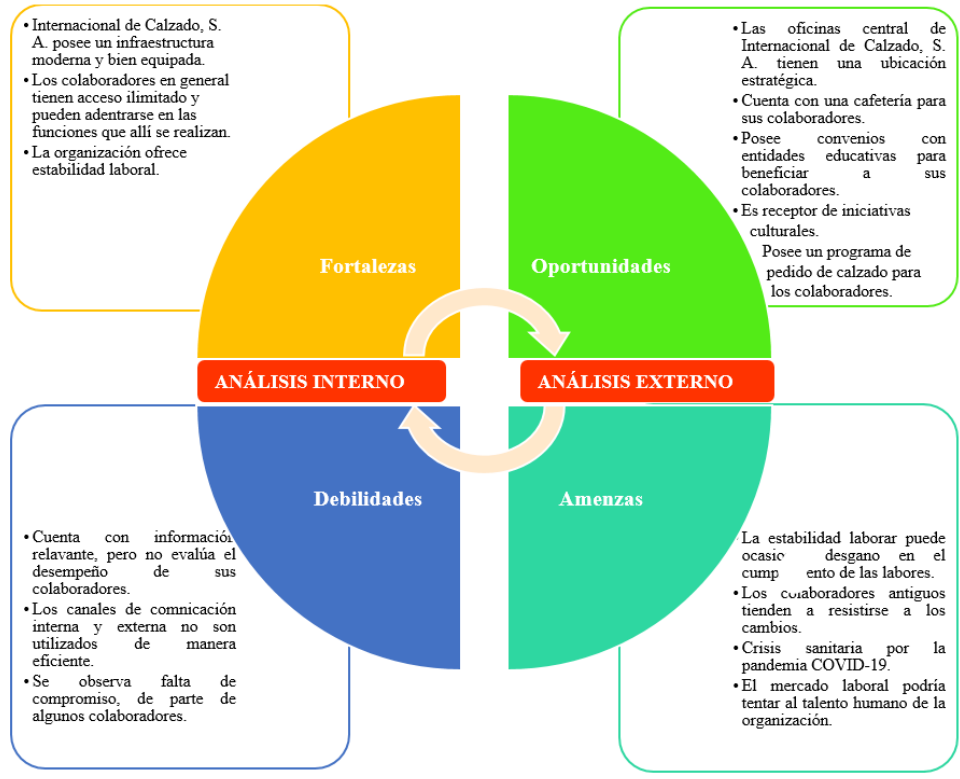 • Internacional de Calzado, S.
A. posee un infraestructura
moderna y bien equipada.
• Los colaboradores en general
tienen acceso ilimitado y
pueden adentrarse en las
funciones que allí se realizan.
• La organización ofrece
estabilidad laboral.
• Las oficinas central de
Internacional de Calzado, S.
A. tienen una ubicación
estratégica.
• Cuenta con una cafetería para
sus colaboradores.
• Posee convenios con
entidades educativas para
beneficiar a sus
colaboradores.
• Es receptor de iniciativas
culturales.
Posee un programa de
pedido de calzado para
los colaboradores.
Fortalezas
Oportunidades
ANÁLISIS INTERNO
ANÁLISIS EXTERNO
Debilidades
Amenzas
• Cuenta con información
relavante, pero no evalúa el
desempeño de sus
colaboradores.
• Los canales de comnicación
interna y externa no son
utilizados de manera
eficiente.
• Se observa falta de
compromiso, de parte de
algunos colaboradores.
• La estabilidad laborar puede
ocasio desgano en el
cump ento de las labores.
• Los colaboradores antiguos
tienden a resistirse a los
cambios.
• Crisis sanitaria por la
pandemia COVID-19.
• El mercado laboral podría
tentar al talento humano de la
organización.